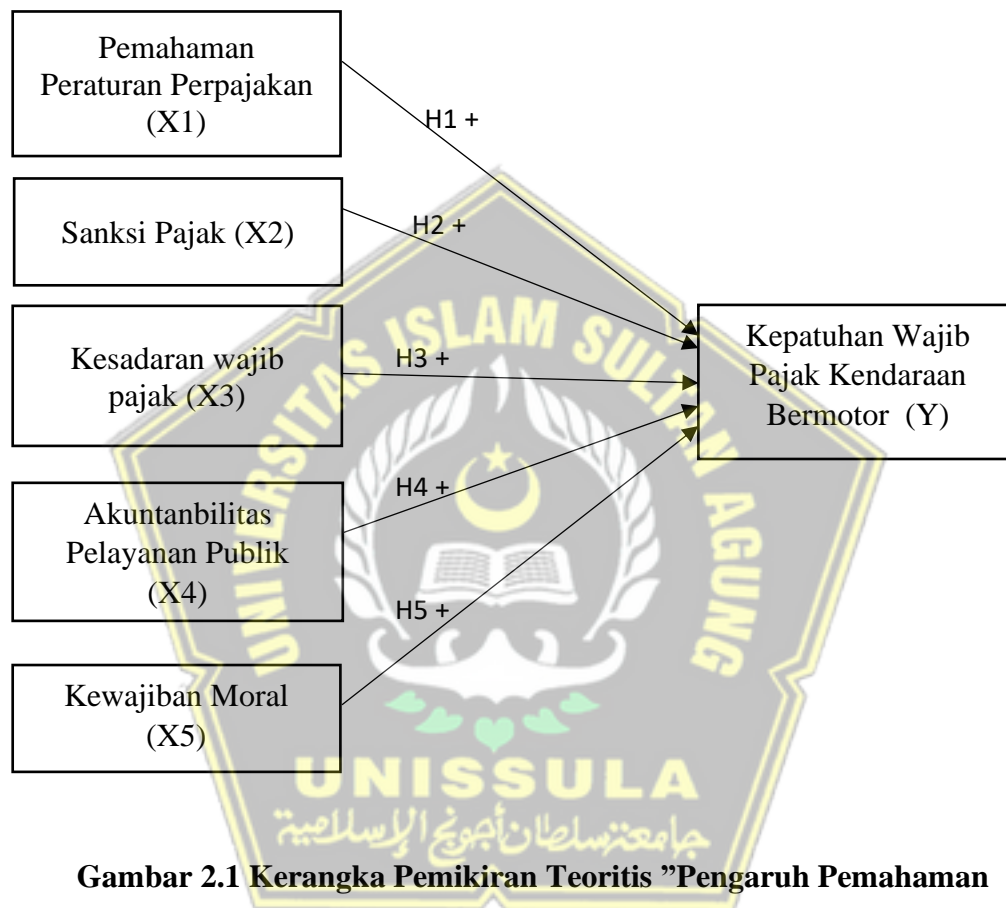 Pemahaman
Peraturan Perpajakan
(X1)
H1 +
Sanksi Pajak (X2)
H2 +
Kesadaran wajib
pajak (X3)
H3 +
Kepatuhan Wajib
Pajak Kendaraan
Bermotor (Y)
Akuntanbilitas
Pelayanan Publik
(X4)
H4 +
Kewajiban Moral
(X5)
H5 +
UNIVERSITAS ISLAM SULTAN AGUNG
UNISSULA
جامعتنسلطان أجونج الإسلامية
Gambar 2.1 Kerangka Pemikiran Teoritis ”Pengaruh Pemahaman